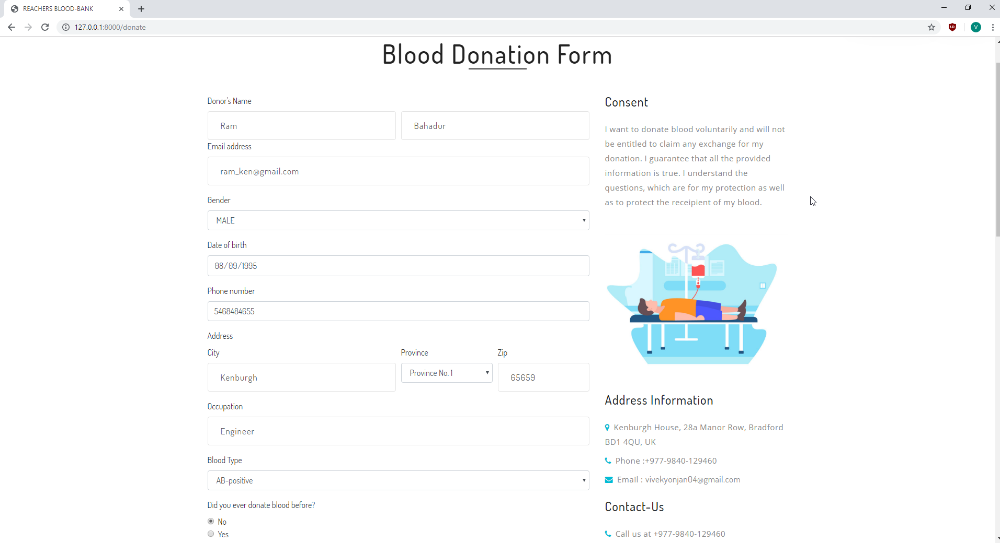 REACHERS BLOOD-BANK
127.0.0.1:8000/donate
V
Blood Donation Form
Donor's Name
Ram
Bahadur
Email address
ram_ken@gmail.com
Gender
MALE
Date of birth
08/09/1995
Phone number
5468484655
Address
City
Province
Zip
Kenburgh
Province No. 1
65659
Occupation
Engineer
Blood Type
AB-positive
Did you ever donate blood before?
No
Yes
Consent
I want to donate blood voluntarily and will not
be entitled to claim any exchange for my
donation. I guarantee that all the provided
information is true. I understand the
questions, which are for my protection as well
as to protect the receipient of my blood.
Address Information
Kenburgh House, 28a Manor Row, Bradford
BD1 4QU, UK
Phone :+977-9840-129460
Email : vivekyonjan04@gmail.com
Contact-Us
Call us at +977-9840-129460